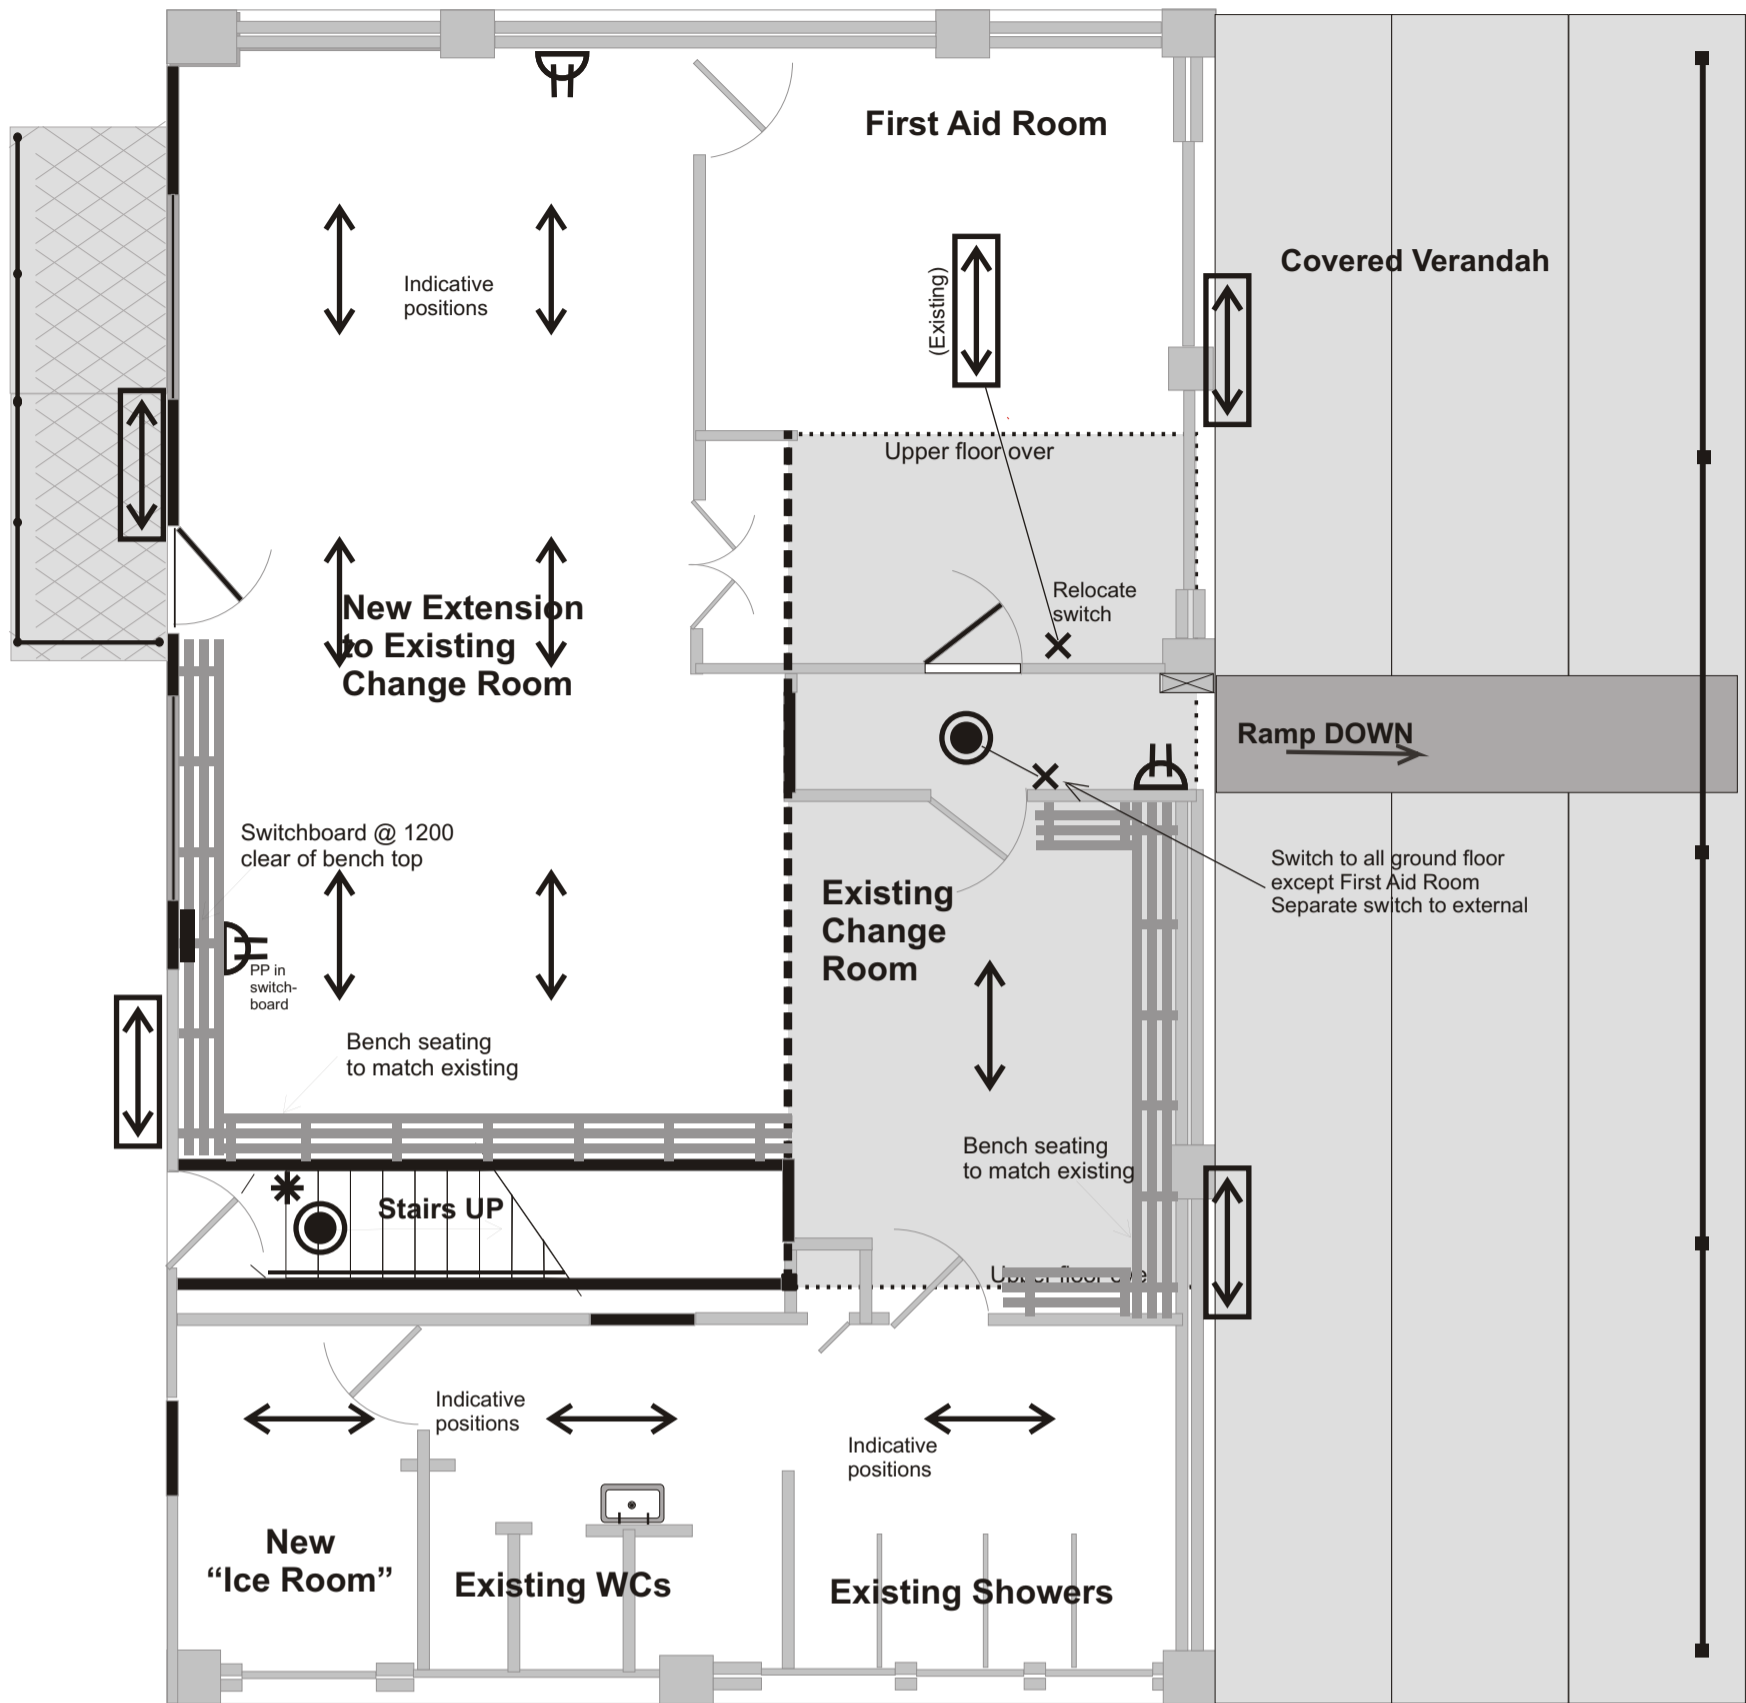 First Aid Room
Covered Verandah
Indicative
positions
(Existing)
Upper floor over
Relocate
switch
New Extension
to Existing
Change Room
Ramp DOWN
Switchboard @ 1200
clear of bench top
Switch to all ground floor
except First Aid Room
Separate switch to external
Existing
Change
Room
PP in
switch-
board
Bench seating
to match existing
Bench seating
to match existing
Stairs UP
Upper floor over
Indicative
positions
Indicative
positions
New
“Ice Room”
Existing WCs
Existing Showers